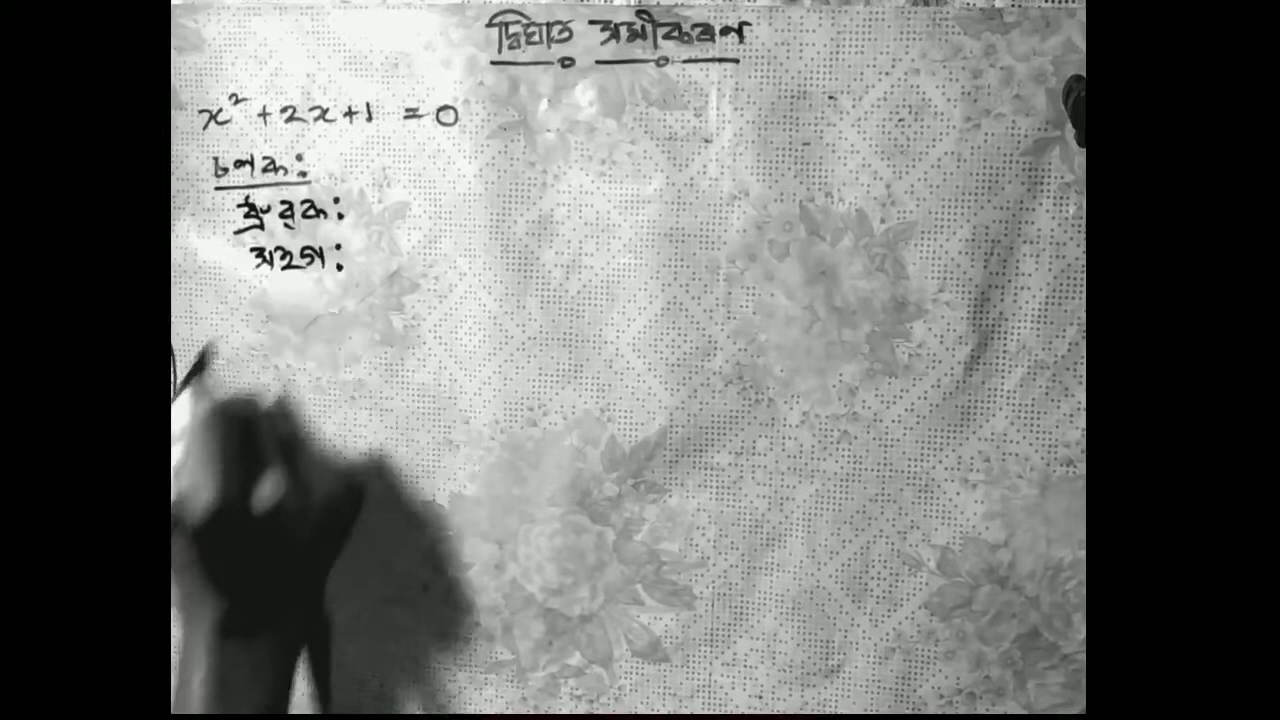 দ্বিঘাত সমীকরণ
x² + 2x + 1 = 0
চলক:
ধ্রুবক:
সহগ: